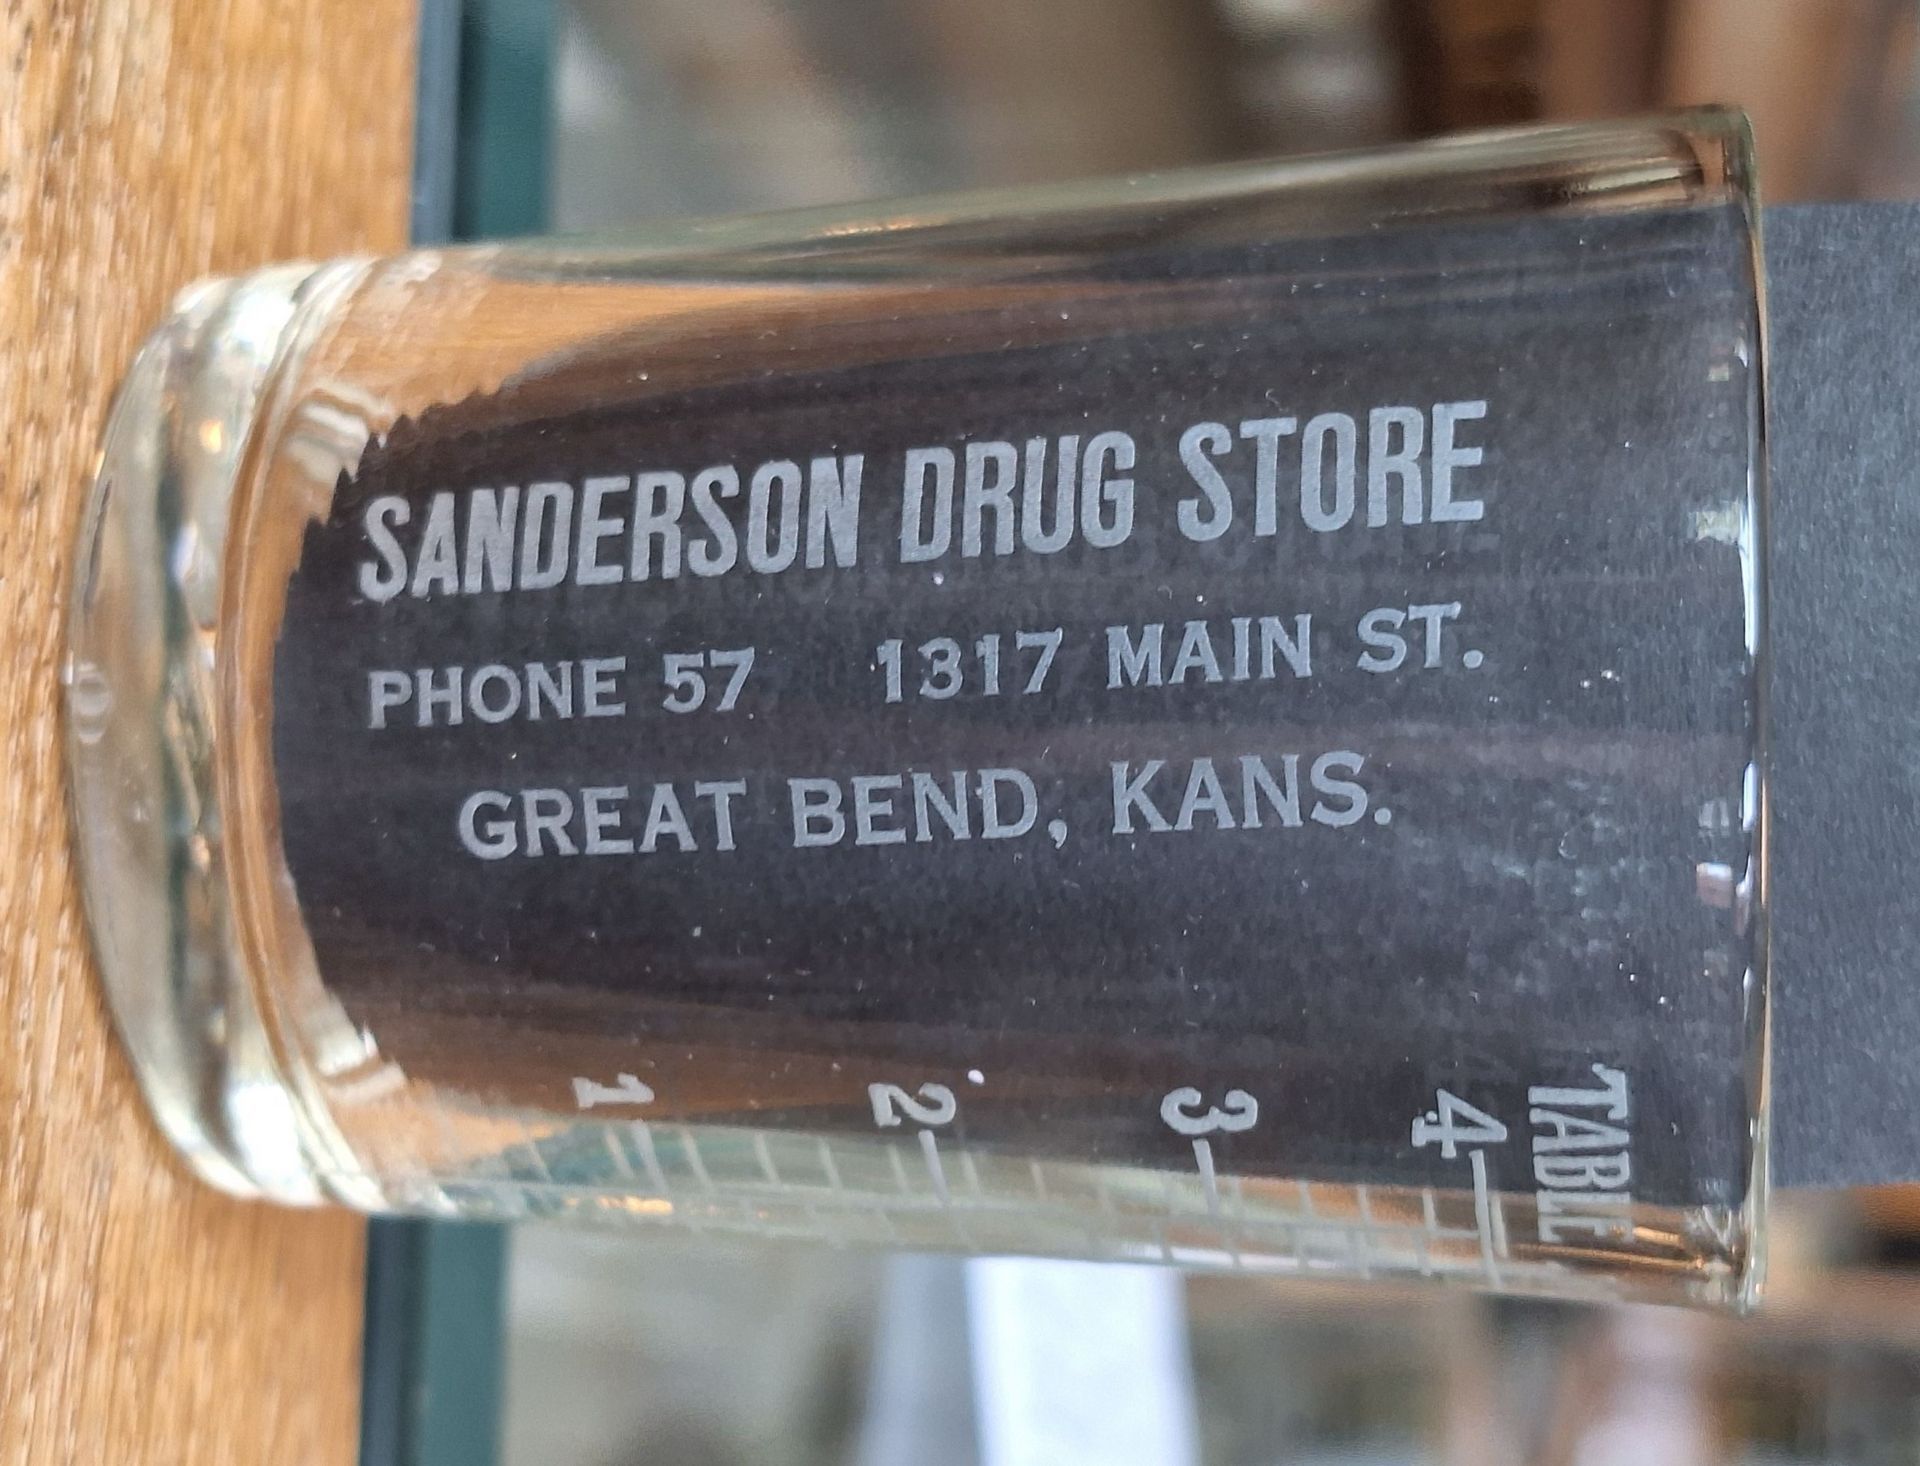 SANDERSON DRUG STORE
PHONE 57 1317 MAIN ST.
GREAT BEND, KANS.
TABLE
4
3
2
1